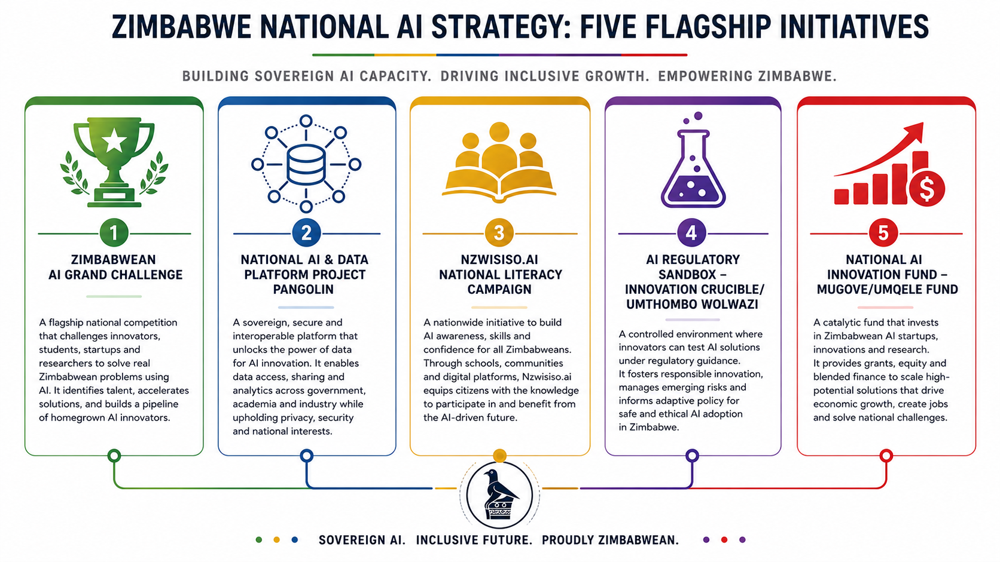 ZIMBABWE NATIONAL AI STRATEGY: FIVE FLAGSHIP INITIATIVES
BUILDING SOVEREIGN AI CAPACITY. DRIVING INCLUSIVE GROWTH. EMPOWERING ZIMBABWE.
1
ZIMBABWEAN
AI GRAND CHALLENGE
A flagship national competition
that challenges innovators,
students, startups and
researchers to solve real
Zimbabwean problems using
AI. It identifies talent, accelerates
solutions, and builds a pipeline
of homegrown AI innovators.
2
NATIONAL AI & DATA
PLATFORM PROJECT
PANGOLIN
A sovereign, secure and
interoperable platform that
unlocks the power of data
for AI innovation. It enables
data access, sharing and
analytics across government,
academia and industry while
upholding privacy, security
and national interests.
3
NZWISISO.AI
NATIONAL LITERACY
CAMPAIGN
A nationwide initiative to build
AI awareness, skills and
confidence for all Zimbabweans.
Through schools, communities
and digital platforms, Nzwisiso.ai
equips citizens with the knowledge
to participate in and benefit from
the AI-driven future.
4
AI REGULATORY
SANDBOX –
INNOVATION CRUCIBLE/
UMTHOMBO WOLWAZI
A controlled environment where
innovators can test AI solutions
under regulatory guidance.
It fosters responsible innovation,
manages emerging risks and
informs adaptive policy for
safe and ethical AI adoption
in Zimbabwe.
$
5
NATIONAL AI
INNOVATION FUND –
MUGOVE/UMQELE FUND
A catalytic fund that invests
in Zimbabwean AI startups,
innovations and research.
It provides grants, equity and
blended finance to scale high-
potential solutions that drive
economic growth, create jobs
and solve national challenges.
SOVEREIGN AI. INCLUSIVE FUTURE. PROUDLY ZIMBABWEAN.